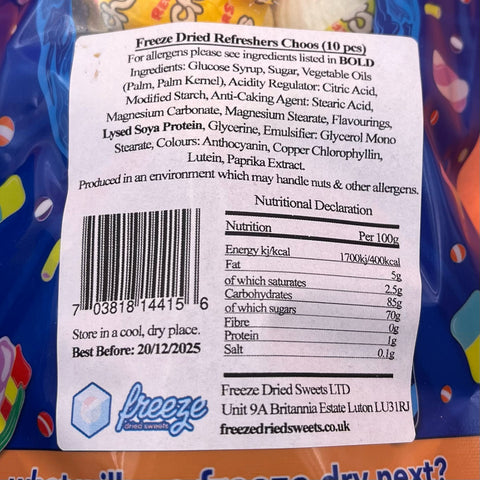 Freeze Dried Refreshers Choos (10 pcs)
For allergens please see ingredients listed in BOLD
Ingredients: Glucose Syrup, Sugar, Vegetable Oils
(Palm, Palm Kernel), Acidity Regulator: Citric Acid,
Modified Starch, Anti-Caking Agent: Stearic Acid,
Magnesium Carbonate, Magnesium Stearate, Flavourings,
Lysed Soya Protein, Glycerine, Emulsifier: Glycerol Mono
Stearate, Colours: Anthocyanin, Copper Chlorophyllin,
Lutein, Paprika Extract.
Produced in an environment which may handle nuts & other allergens.
Nutritional Declaration
Nutrition Per 100g
Energy kj/kcal 1700kj/400kcal
Fat 5g
of which saturates 2.5g
Carbohydrates 85g
of which sugars 70g
Fibre 0g
Protein 1g
Salt 0.1g
7 03818 14415 6
Store in a cool, dry place.
Best Before: 20/12/2025
freeze
dried sweets
Freeze Dried Sweets LTD
Unit 9A Britannia Estate Luton LU31RJ
freezedriedsweets.co.uk
freeze dry next?